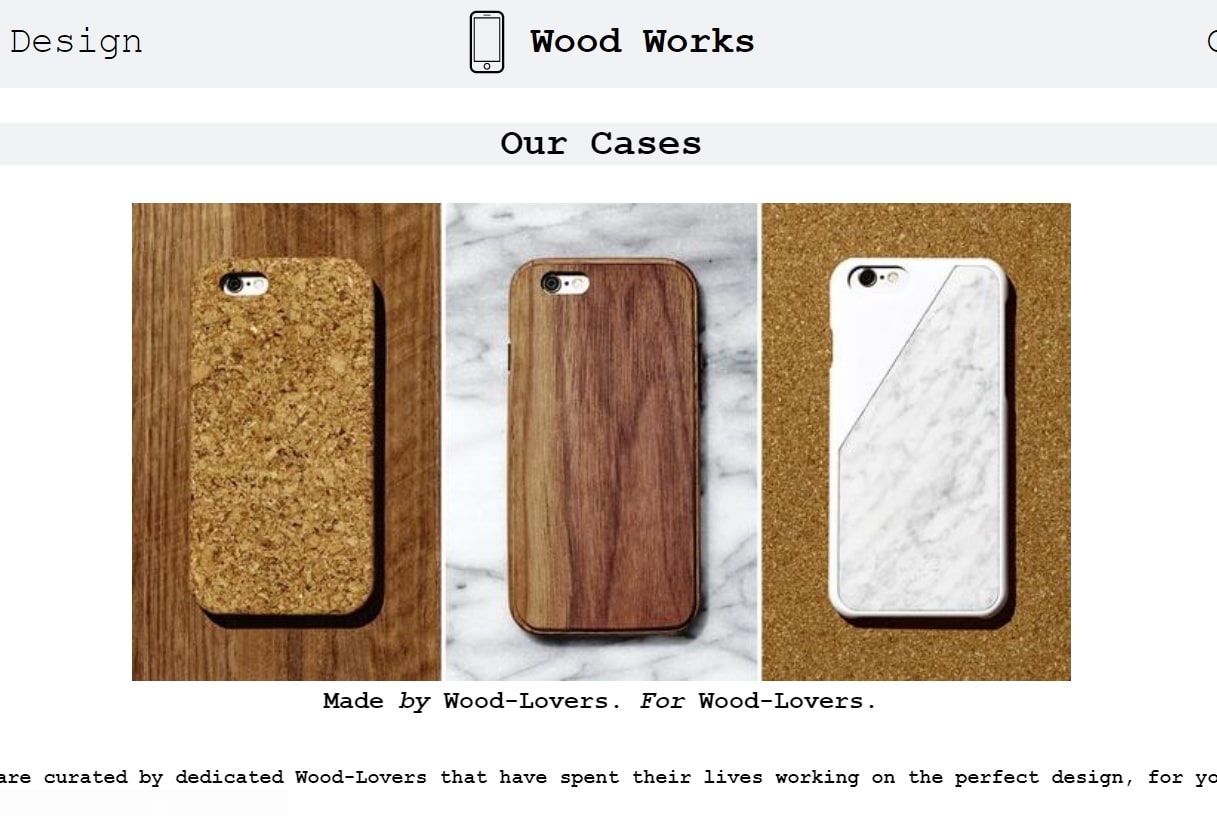 Design
Wood Works
Our Cases
Made by Wood-Lovers. For Wood-Lovers.
are curated by dedicated Wood-Lovers that have spent their lives working on the perfect design, for